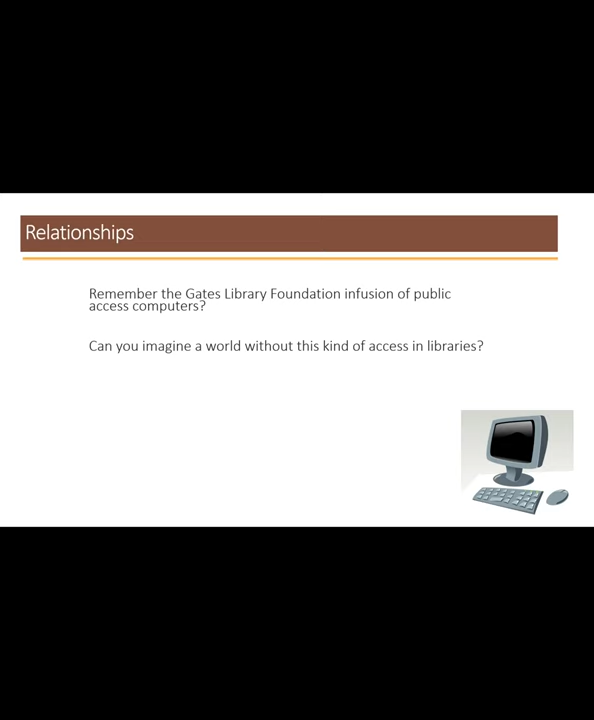 Relationships
Remember the Gates Library Foundation infusion of public
access computers?
Can you imagine a world without this kind of access in libraries?